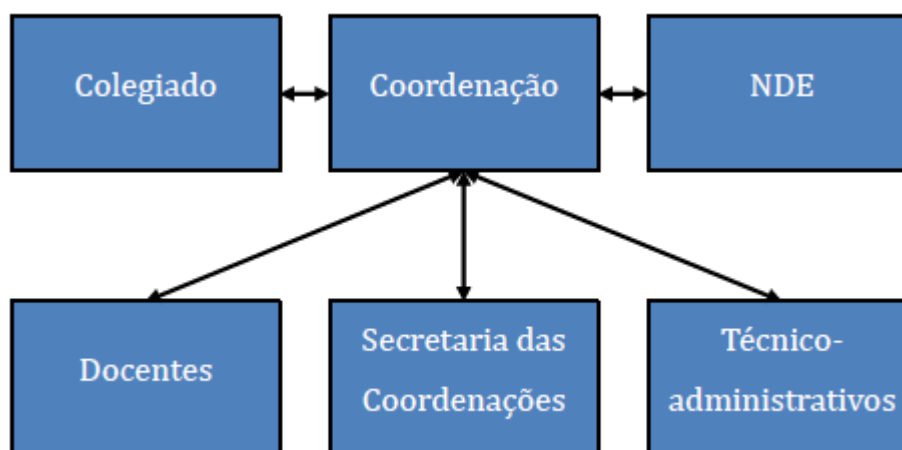 Colegiado
Coordenação
NDE
Docentes
Secretaria das
Coordenações
Técnico-
administrativos